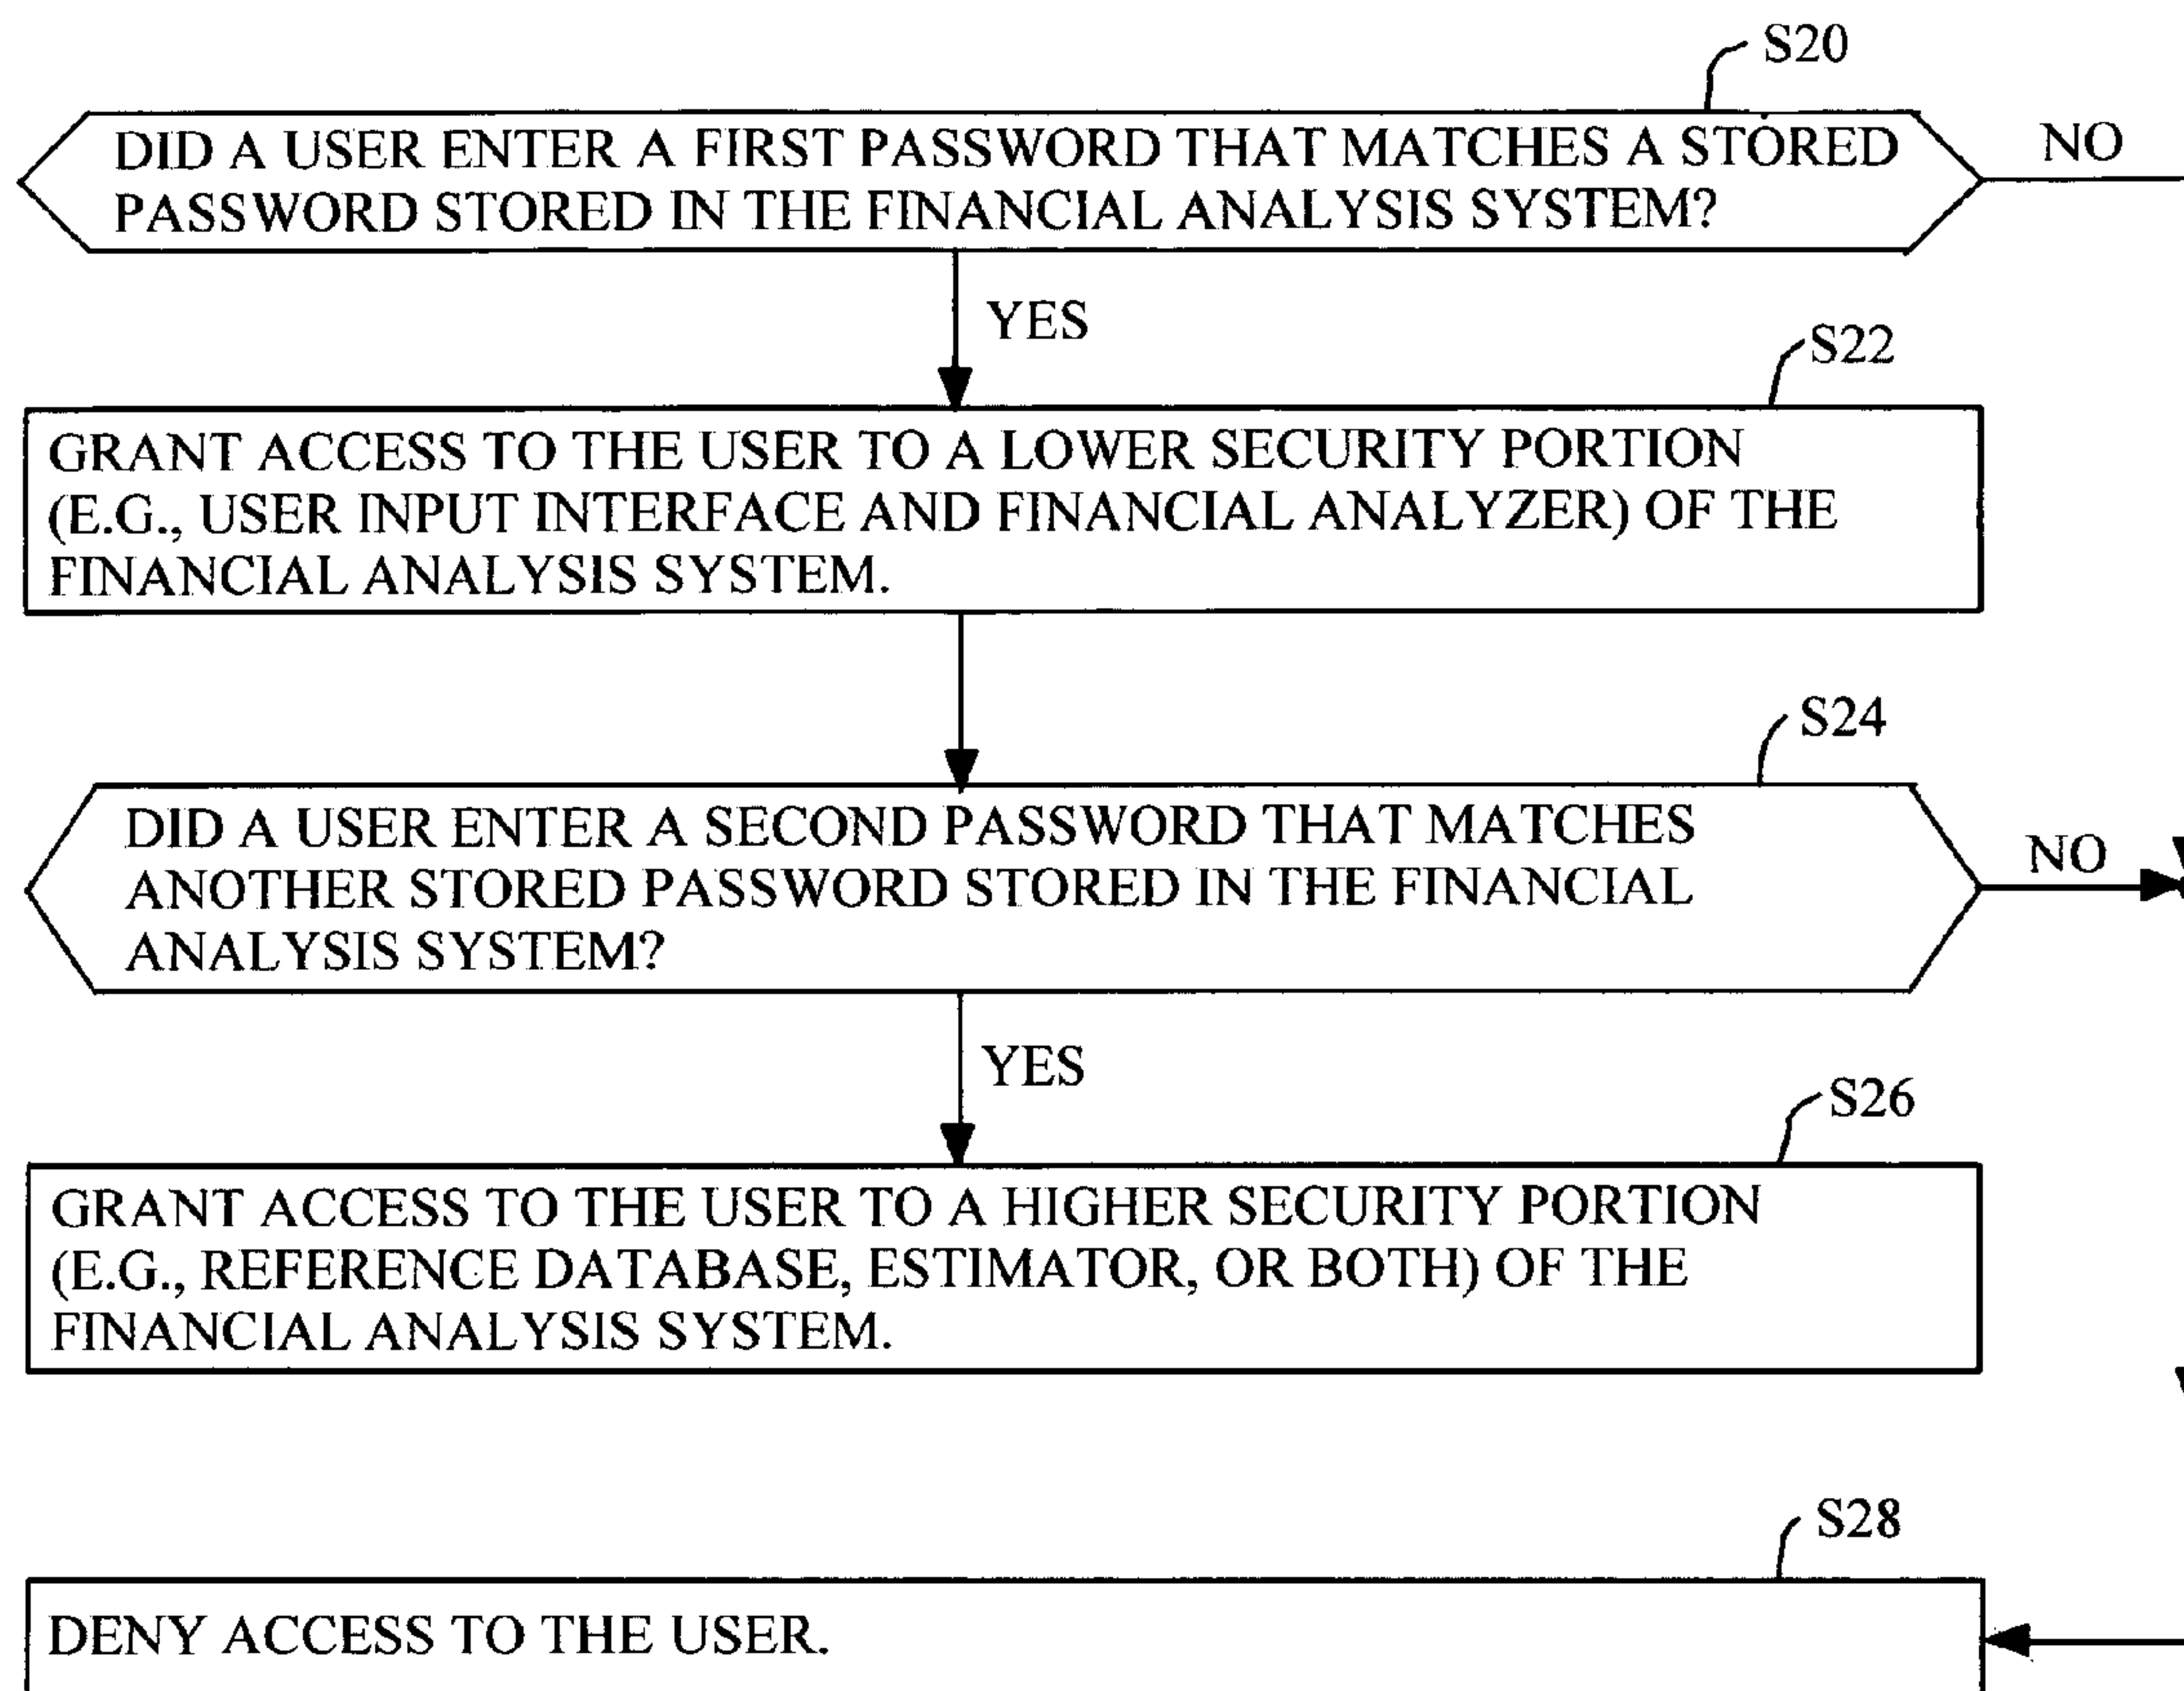 S20
DID A USER ENTER A FIRST PASSWORD THAT MATCHES A STORED
PASSWORD STORED IN THE FINANCIAL ANALYSIS SYSTEM?
NO
YES
S22
GRANT ACCESS TO THE USER TO A LOWER SECURITY PORTION
(E.G., USER INPUT INTERFACE AND FINANCIAL ANALYZER) OF THE
FINANCIAL ANALYSIS SYSTEM.
S24
DID A USER ENTER A SECOND PASSWORD THAT MATCHES
ANOTHER STORED PASSWORD STORED IN THE FINANCIAL
ANALYSIS SYSTEM?
NO
YES
S26
GRANT ACCESS TO THE USER TO A HIGHER SECURITY PORTION
(E.G., REFERENCE DATABASE, ESTIMATOR, OR BOTH) OF THE
FINANCIAL ANALYSIS SYSTEM.
S28
DENY ACCESS TO THE USER.